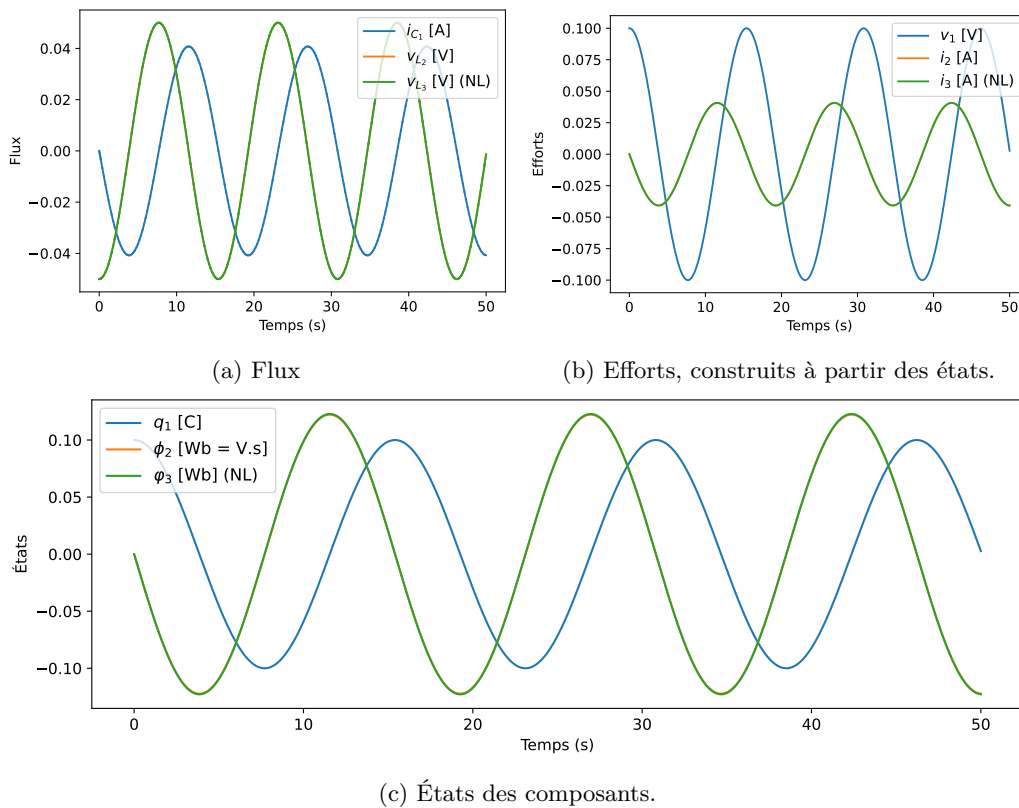 0.04
0.02
0.00
−0.02
−0.04
Flux
i_{C_1} [A]
v_{L_2} [V]
v_{L_3} [V] (NL)
0 10 20 30 40 50
Temps (s)
(a) Flux
0.100
0.075
0.050
0.025
0.000
−0.025
−0.050
−0.075
−0.100
Efforts
v_1 [V]
i_2 [A]
i_3 [A] (NL)
0 10 20 30 40 50
Temps (s)
(b) Efforts, construits à partir des états.
0.10
0.05
0.00
−0.05
−0.10
États
q_1 [C]
ϕ_2 [Wb = V.s]
φ_3 [Wb] (NL)
0 10 20 30 40 50
Temps (s)
(c) États des composants.